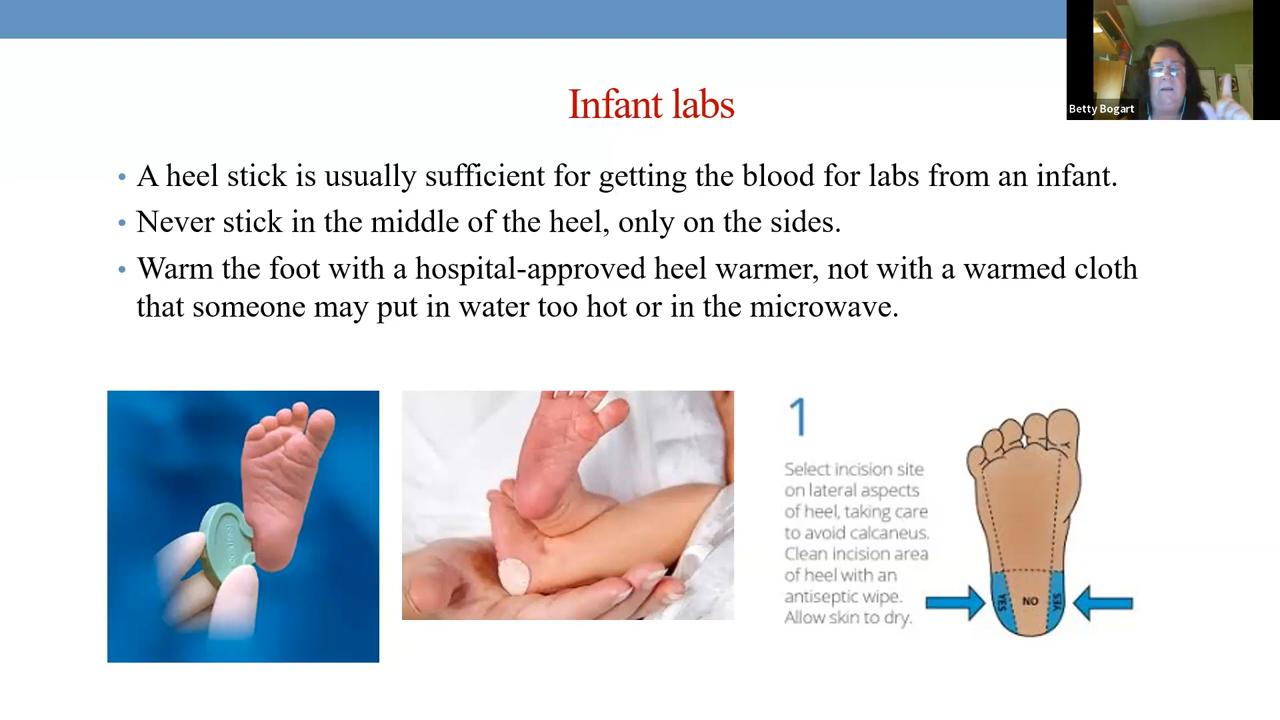 Betty Bogart
Infant labs
• A heel stick is usually sufficient for getting the blood for labs from an infant.
• Never stick in the middle of the heel, only on the sides.
• Warm the foot with a hospital-approved heel warmer, not with a warmed cloth
that someone may put in water too hot or in the microwave.
1
Select incision site
on lateral aspects
of heel, taking care
to avoid calcaneus.
Clean incision area
of heel with an
antiseptic wipe.
Allow skin to dry.
YES
NO
YES